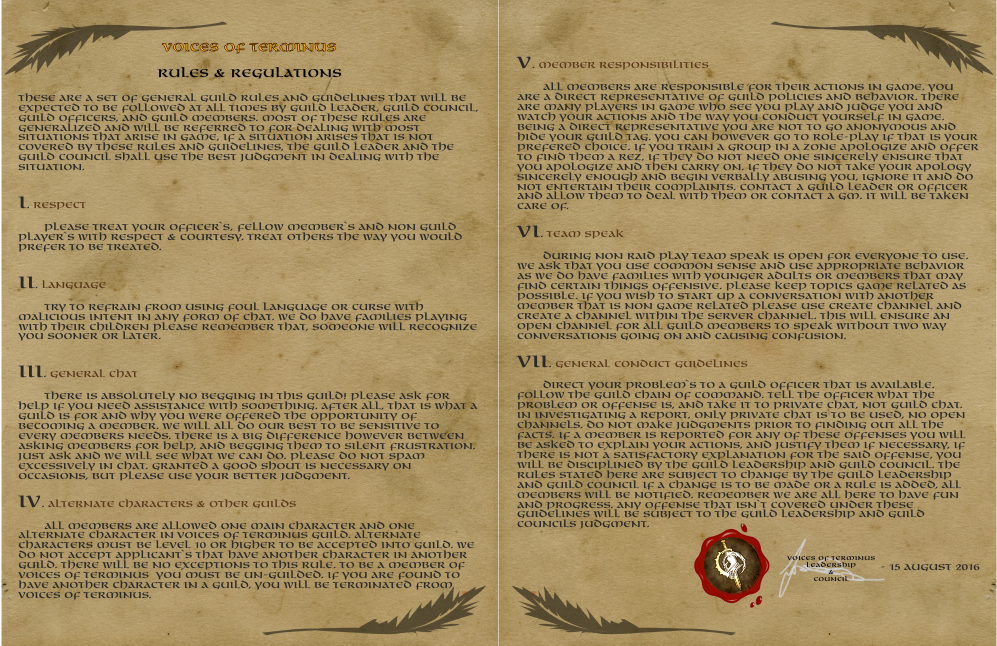 VOICES OF TERMINUS
RULES & REGULATIONS
THESE ARE A SET OF GENERAL GUILD RULES AND GUIDELINES THAT WILL BE
EXPECTED TO BE FOLLOWED AT ALL TIMES BY GUILD LEADER, GUILD COUNCIL,
GUILD OFFICERS, AND GUILD MEMBERS. MOST OF THESE RULES ARE
GENERALIZED AND WILL BE REFERRED TO FOR DEALING WITH MOST
SITUATIONS THAT ARISE IN GAME. IF A SITUATION ARISES THAT IS NOT
COVERED BY THESE RULES AND GUIDELINES, THE GUILD LEADER AND THE
GUILD COUNCIL SHALL USE THE BEST JUDGMENT IN DEALING WITH THE
SITUATION.
I. RESPECT
PLEASE TREAT YOUR OFFICER`S, FELLOW MEMBER`S AND NON GUILD
PLAYER`S WITH RESPECT & COURTESY. TREAT OTHERS THE WAY YOU WOULD
PREFER TO BE TREATED.
II. LANGUAGE
TRY TO REFRAIN FROM USING FOUL LANGUAGE OR CURSE WITH
MALICIOUS INTENT IN ANY FORM OF CHAT. WE DO HAVE FAMILIES PLAYING
WITH THEIR CHILDREN PLEASE REMEMBER THAT, SOMEONE WILL RECOGNIZE
YOU SOONER OR LATER.
III. GENERAL CHAT
THERE IS ABSOLUTELY NO BEGGING IN THIS GUILD! PLEASE ASK FOR
HELP IF YOU NEED ASSISTANCE WITH SOMETHING. AFTER ALL, THAT IS WHAT A
GUILD IS FOR AND WHY YOU WERE OFFERED THE OPPORTUNITY OF
BECOMING A MEMBER. WE WILL ALL DO OUR BEST TO BE SENSITIVE TO
EVERY MEMBERS NEEDS. THERE IS A BIG DIFFERENCE HOWEVER BETWEEN
ASKING MEMBERS FOR HELP, AND BEGGING THEM TO SILENT FRUSTRATION;
JUST ASK AND WE WILL SEE WHAT WE CAN DO. PLEASE DO NOT SPAM
EXCESSIVELY IN CHAT. GRANTED A GOOD SHOUT IS NECESSARY ON
OCCASIONS, BUT PLEASE USE YOUR BETTER JUDGMENT.
IV. ALTERNATE CHARACTERS & OTHER GUILDS
ALL MEMBERS ARE ALLOWED ONE MAIN CHARACTER AND ONE
ALTERNATE CHARACTER IN VOICES OF TERMINUS GUILD. ALTERNATE
CHARACTERS MUST BE LEVEL 10 OR HIGHER TO BE ACCEPTED INTO GUILD. WE
DO NOT ACCEPT APPLICANT`S THAT HAVE ANOTHER CHARACTER IN ANOTHER
GUILD. THERE WILL BE NO EXCEPTIONS TO THIS RULE. TO BE A MEMBER OF
VOICES OF TERMINUS YOU MUST BE UN-GUILDED. IF YOU ARE FOUND TO
HAVE ANOTHER CHARACTER IN A GUILD, YOU WILL BE TERMINATED FROM
VOICES OF TERMINUS.
V. MEMBER RESPONSIBILITIES
ALL MEMBERS ARE RESPONSIBLE FOR THEIR ACTIONS IN GAME. YOU
ARE A DIRECT REPRESENTATIVE OF GUILD POLICIES AND BEHAVIOR. THERE
ARE MANY PLAYERS IN GAME WHO SEE YOU PLAY AND JUDGE YOU AND
WATCH YOUR ACTIONS AND THE WAY YOU CONDUCT YOURSELF IN GAME.
BEING A DIRECT REPRESENTATIVE YOU ARE NOT TO GO ANONYMOUS AND
HIDE YOUR GUILD TAG, YOU CAN HOWEVER GO TO ROLE-PLAY IF THAT IS YOUR
PREFERED CHOICE. IF YOU TRAIN A GROUP IN A ZONE APOLOGIZE AND OFFER
TO FIND THEM A REZ, IF THEY DO NOT NEED ONE SINCERELY ENSURE THAT
YOU APOLOGIZE AND THEN CARRY ON. IF THEY DO NOT TAKE YOUR APOLOGY
SINCERELY ENOUGH AND BEGIN VERBALLY ABUSING YOU, IGNORE IT AND DO
NOT ENTERTAIN THEIR COMPLAINTS. CONTACT A GUILD LEADER OR OFFICER
AND ALLOW THEM TO DEAL WITH THEM OR CONTACT A GM. IT WILL BE TAKEN
CARE OF.
VI. TEAM SPEAK
DURING NON RAID PLAY TEAM SPEAK IS OPEN FOR EVERYONE TO USE.
WE ASK THAT YOU USE COMMON SENSE AND USE APPROPRIATE BEHAVIOR
AS WE DO HAVE FAMILIES WITH YOUNGER ADULTS OR MEMBERS THAT MAY
FIND CERTAIN THINGS OFFENSIVE. PLEASE KEEP TOPICS GAME RELATED AS
POSSIBLE. IF YOU WISH TO START UP A CONVERSATION WITH ANOTHER
MEMBER THAT IS NON GAME RELATED PLEASE USE CREATE CHANNEL AND
CREATE A CHANNEL WITHIN THE SERVER CHANNEL. THIS WILL ENSURE AN
OPEN CHANNEL FOR ALL GUILD MEMBERS TO SPEAK WITHOUT TWO WAY
CONVERSATIONS GOING ON AND CAUSING CONFUSION.
VII. GENERAL CONDUCT GUIDELINES
DIRECT YOUR PROBLEM`S TO A GUILD OFFICER THAT IS AVAILABLE.
FOLLOW THE GUILD CHAIN OF COMMAND. TELL THE OFFICER WHAT THE
PROBLEM OR OFFENSE IS, AND TAKE IT TO PRIVATE CHAT, NOT GUILD CHAT.
IN INVESTIGATING A REPORT, ONLY PRIVATE CHAT IS TO BE USED, NO OPEN
CHANNELS. DO NOT MAKE JUDGMENTS PRIOR TO FINDING OUT ALL THE
FACTS. IF A MEMBER IS REPORTED FOR ANY OF THESE OFFENSES YOU WILL
BE ASKED TO EXPLAIN YOUR ACTIONS, AND JUSTIFY THEM IF NECESSARY. IF
THERE IS NOT A SATISFACTORY EXPLANATION FOR THE SAID OFFENSE, YOU
WILL BE DISCIPLINED BY THE GUILD LEADERSHIP AND GUILD COUNCIL. THE
RULES STATED HERE ARE SUBJECT TO CHANGE BY THE GUILD LEADERSHIP
AND GUILD COUNCIL. IF A CHANGE IS TO BE MADE OR A RULE IS ADDED, ALL
MEMBERS WILL BE NOTIFIED. REMEMBER WE ARE ALL HERE TO HAVE FUN
AND PROGRESS. ANY OFFENSE THAT ISN`T COVERED UNDER THESE
GUIDELINES WILL BE SUBJECT TO THE GUILD LEADERSHIP AND GUILD
COUNCILS JUDGMENT.
VOICES OF TERMINUS
LEADERSHIP
&
COUNCIL
- 15 AUGUST 2016